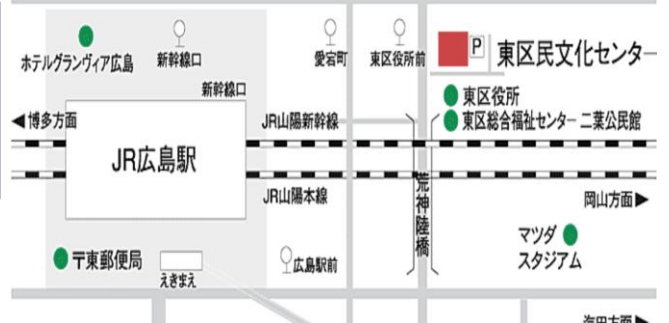 ホテルグランヴィア広島
新幹線口
愛宕町
東区役所前
P
東区民文化センター
新幹線口
東区役所
博多方面
JR山陽新幹線
東区総合福祉センター 二葉公民館
JR広島駅
JR山陽本線
荒神陸橋
岡山方面
マツダ
スタジアム
〒東郵便局
えきまえ
広島駅前
海田方面